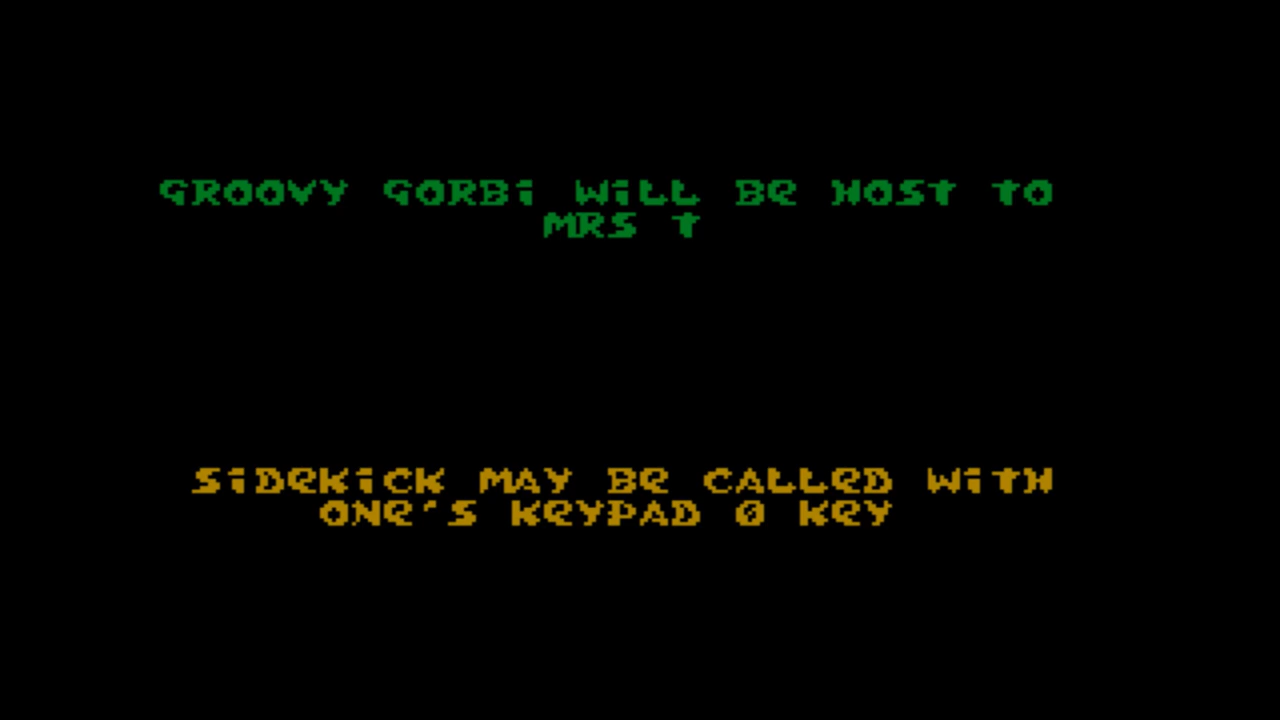 GROOVY GORBi WiLL BE HOST TO
MRS T
SiDEKiCK MAY BE CALLED WiTH
ONE'S KEYPAD 0 KEY